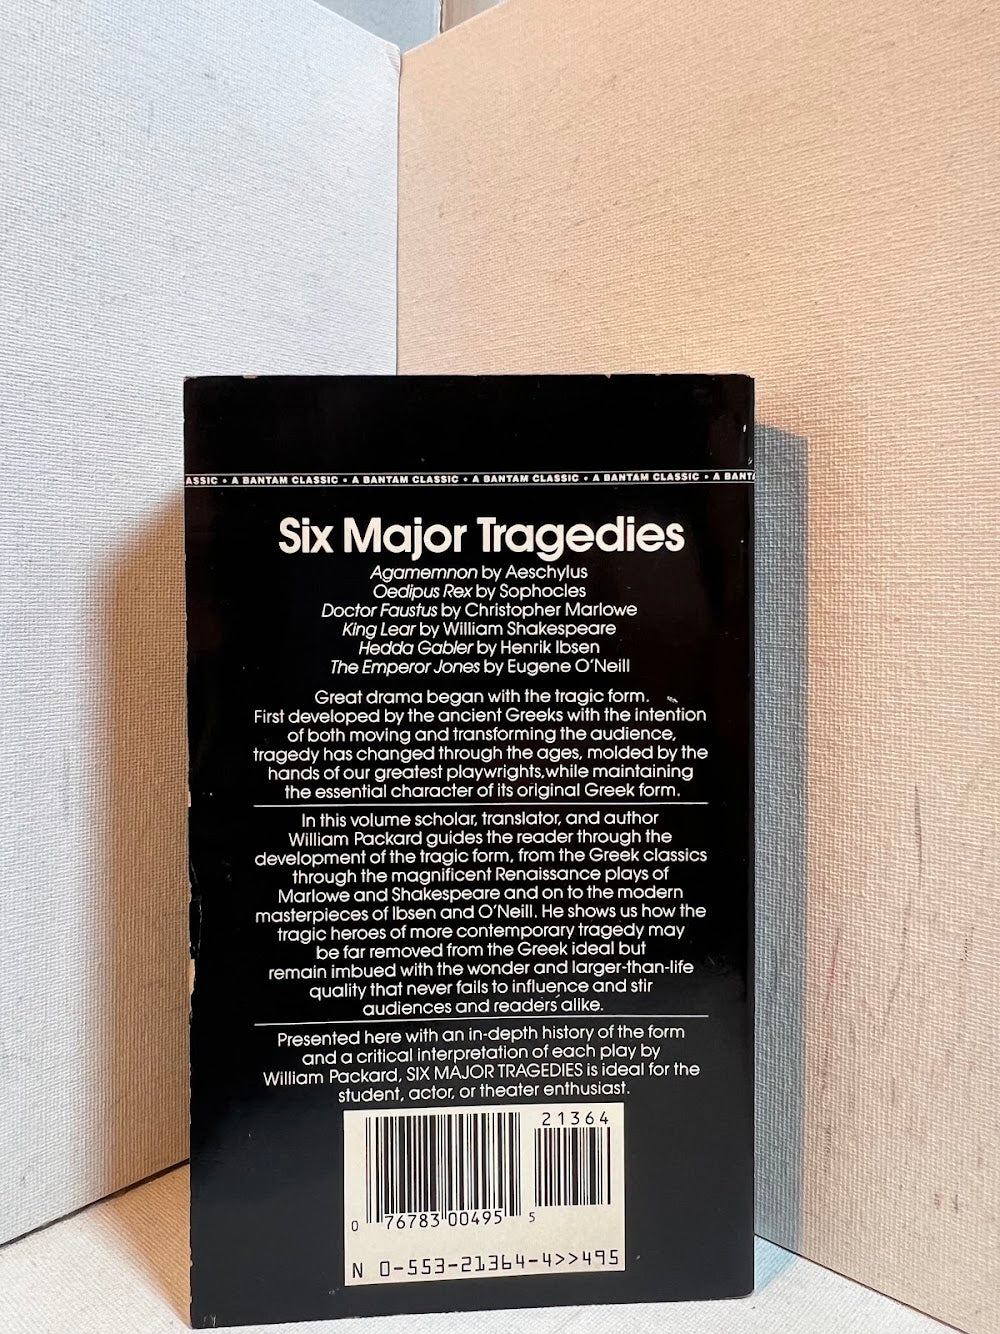 ASSIC • A BANTAM CLASSIC • A BANTAM CLASSIC • A BANTAM CLASSIC • A BANTAM CLASSIC • A BANT
Six Major Tragedies
Agamemnon by Aeschylus
Oedipus Rex by Sophocles
Doctor Faustus by Christopher Marlowe
King Lear by William Shakespeare
Hedda Gabler by Henrik Ibsen
The Emperor Jones by Eugene O'Neill
Great drama began with the tragic form.
First developed by the ancient Greeks with the intention
of both moving and transforming the audience,
tragedy has changed through the ages, molded by the
hands of our greatest playwrights, while maintaining
the essential character of its original Greek form.
In this volume scholar, translator, and author
William Packard guides the reader through the
development of the tragic form, from the Greek classics
through the magnificent Renaissance plays of
Marlowe and Shakespeare and on to the modern
masterpieces of Ibsen and O'Neill. He shows us how the
tragic heroes of more contemporary tragedy may
be far removed from the Greek ideal but
remain imbued with the wonder and larger-than-life
quality that never fails to influence and stir
audiences and readers alike.
Presented here with an in-depth history of the form
and a critical interpretation of each play by
William Packard, SIX MAJOR TRAGEDIES is ideal for the
student, actor, or theater enthusiast.
21364
0 76783 00495 5
N 0-553-21364-4>>495